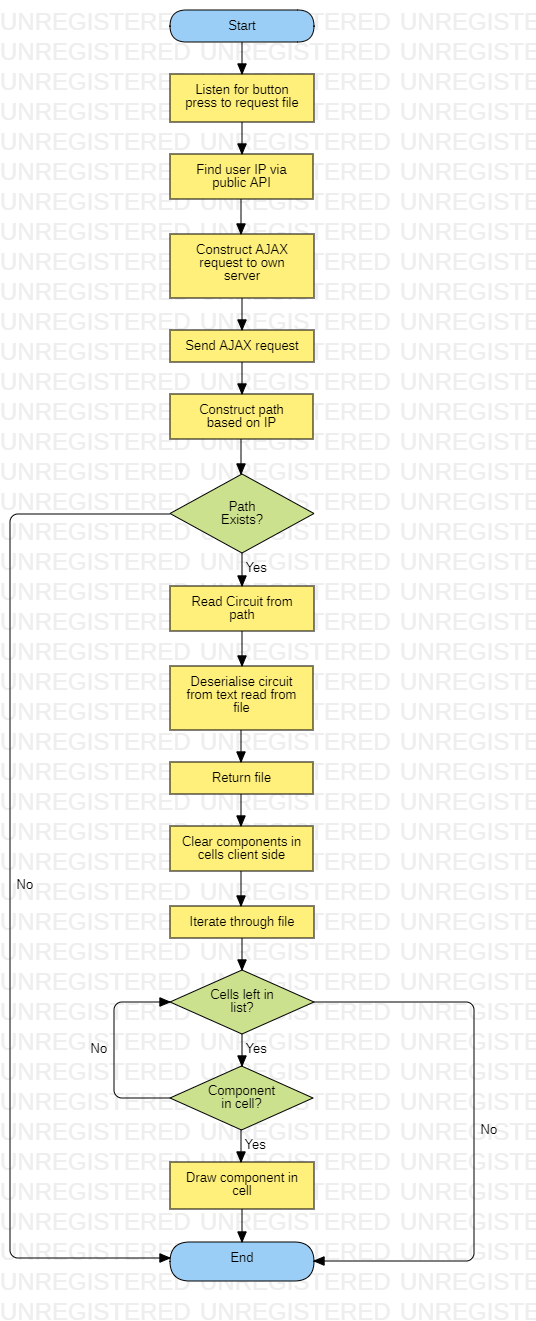 Start
Listen for button
press to request file
Find user IP via
public API
Construct AJAX
request to own
server
Send AJAX request
Construct path
based on IP
Path
Exists?
Yes
Read Circuit from
path
Deserialise circuit
from text read from
file
Return file
Clear components in
cells client side
No
Iterate through file
Cells left in
list?
No
Yes
Component
in cell?
No
Yes
Draw component in
cell
End